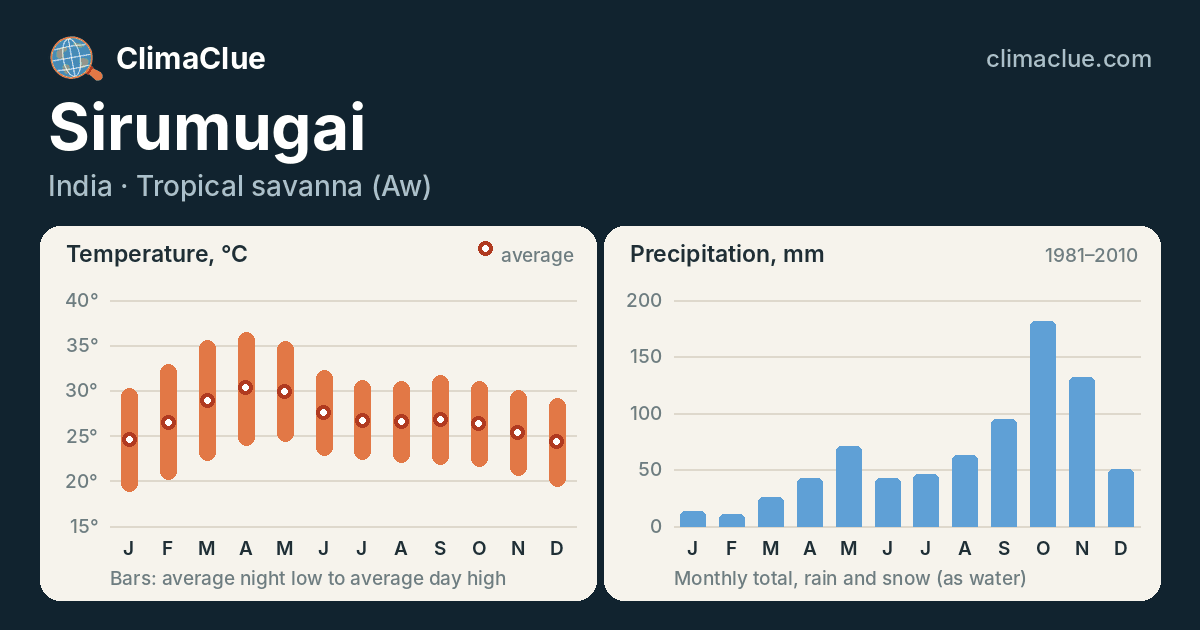 ClimaClue
climaclue.com
Sirumugai
India · Tropical savanna (Aw)
Temperature, °C
average
40°
35°
30°
25°
20°
15°
J F M A M J J A S O N D
Bars: average night low to average day high
Precipitation, mm
1981–2010
200
150
100
50
0
J F M A M J J A S O N D
Monthly total, rain and snow (as water)